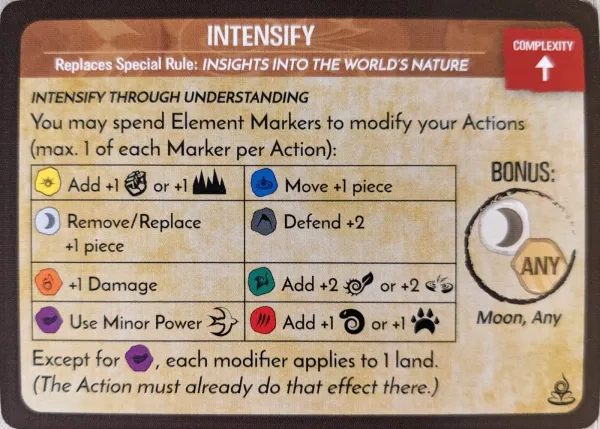 INTENSIFY
COMPLEXITY
Replaces Special Rule: INSIGHTS INTO THE WORLD'S NATURE
INTENSIFY THROUGH UNDERSTANDING
You may spend Element Markers to modify your Actions
(max. 1 of each Marker per Action):
Add +1 or +1
Move +1 piece
Remove/Replace
+1 piece
Defend +2
+1 Damage
Add +2 or +2
Use Minor Power
Add +1 or +1
BONUS:
ANY
Moon, Any
Except for , each modifier applies to 1 land.
(The Action must already do that effect there.)